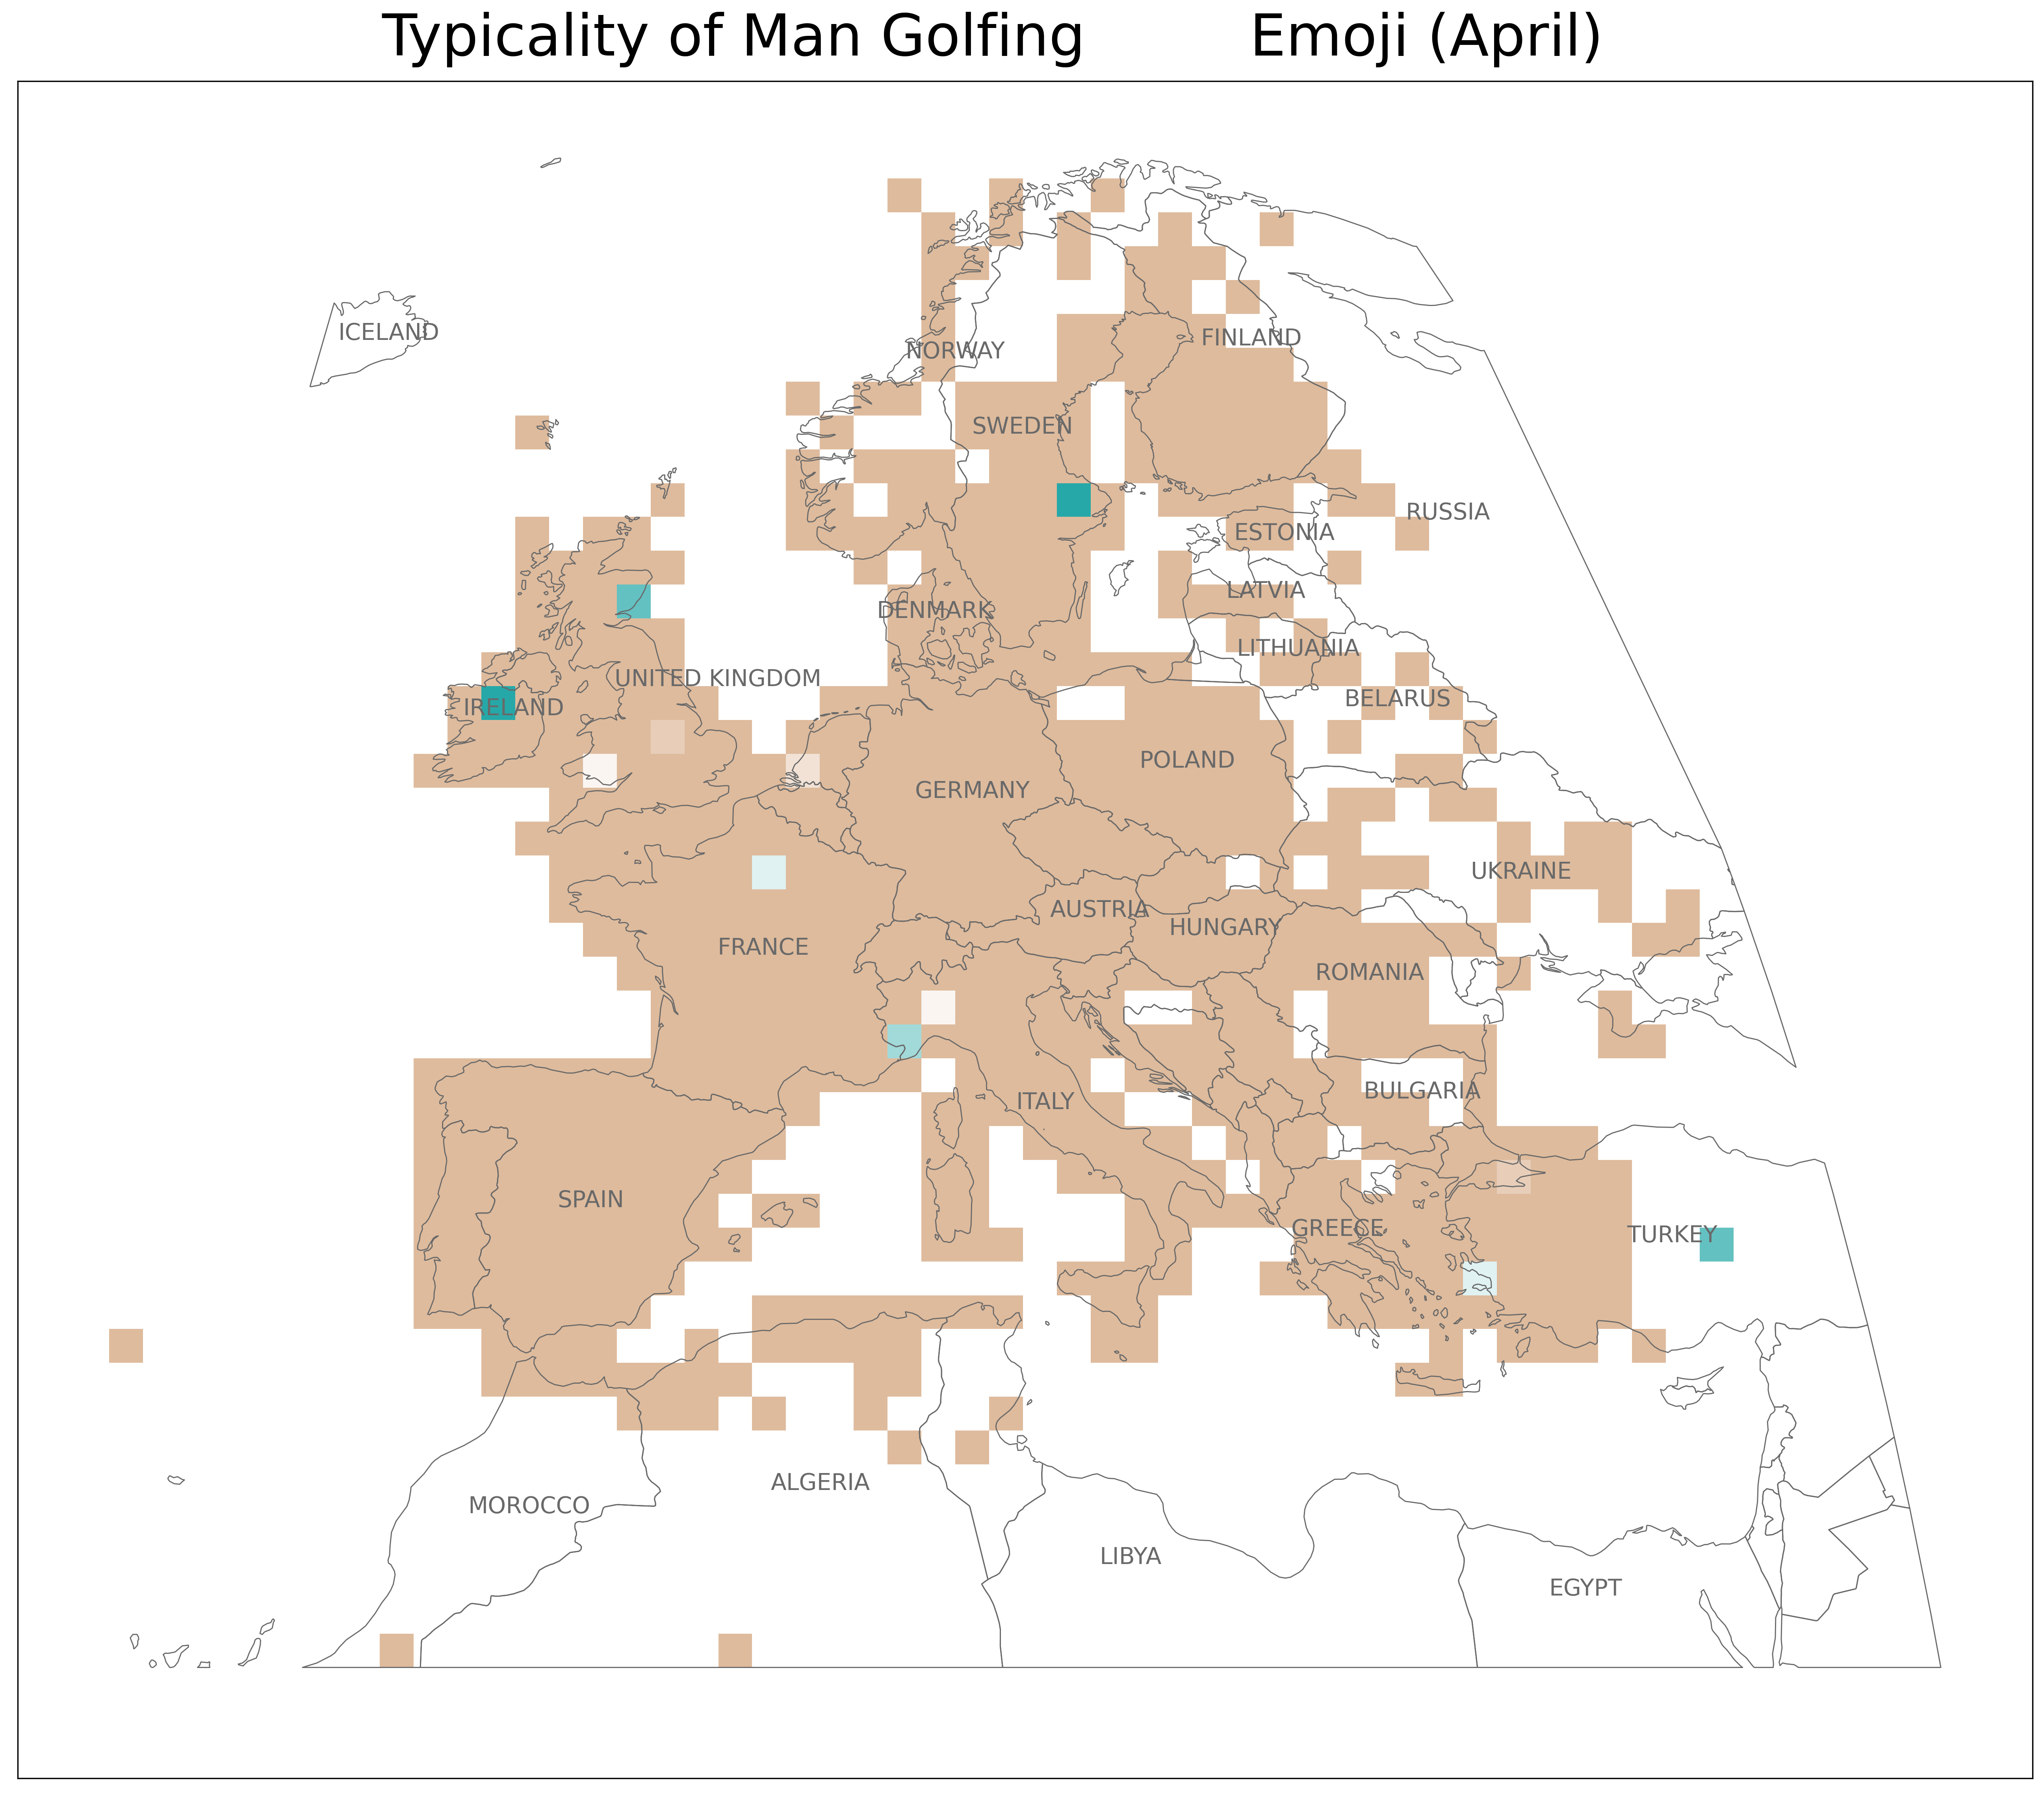 Typicality of Man Golfing Emoji (April)
ICELAND
NORWAY
FINLAND
SWEDEN
RUSSIA
ESTONIA
LATVIA
DENMARK
LITHUANIA
UNITED KINGDOM
BELARUS
IRELAND
POLAND
GERMANY
UKRAINE
AUSTRIA
HUNGARY
FRANCE
ROMANIA
BULGARIA
ITALY
SPAIN
GREECE
TURKEY
ALGERIA
MOROCCO
LIBYA
EGYPT